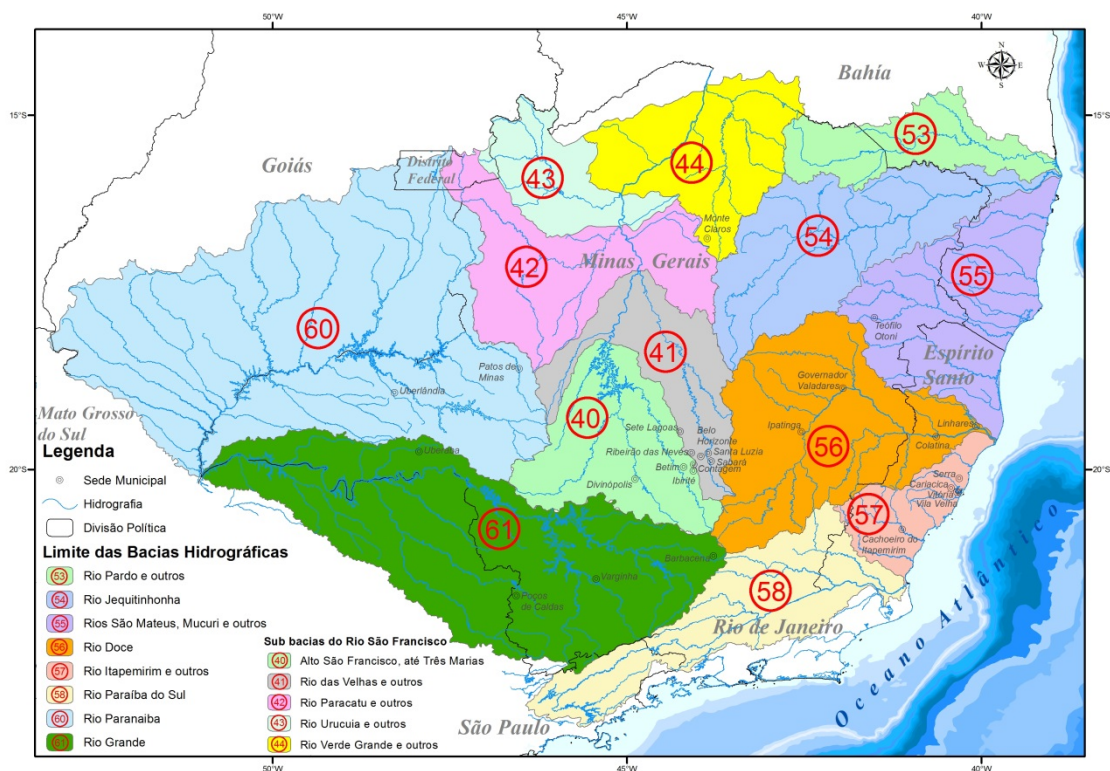 50°W
45°W
40°W
N
W
E
S
Bahía
15°S
15°S
53
Goiás
Distrito
Federal
44
43
Monte
Claros
54
42
Minas Gerais
55
60
Teófilo
Otoni
41
Espírito
Santo
Patos de
Minas
Governador
Valadares
Uberlândia
Mato Grosso
do Sul
40
Sete Lagoas
Belo
Horizonte
Ipatinga
56
Linhares
Colatina
Legenda
Uberaba
Ribeirão das Neves
Santa Luzia
Sabará
Betim
Contagem
Ibirité
20°S
20°S
Sede Municipal
Divinópolis
Serra
Cariacica
Vitória
Vila Velha
Hidrografia
57
Divisão Política
61
Cachoeiro do
Itapemirim
Limite das Bacias Hidrográficas
Barbacena
53 Rio Pardo e outros
Varginha
58
54 Rio Jequitinhonha
Poços
de Caldas
55 Rios São Mateus, Mucuri e outros
Rio de Janeiro
56 Rio Doce
57 Rio Itapemirim e outros
58 Rio Paraíba do Sul
60 Rio Paranaiba
61 Rio Grande
Sub bacias do Rio São Francisco
40 Alto São Francisco, até Três Marias
41 Rio das Velhas e outros
42 Rio Paracatu e outros
43 Rio Urucuia e outros
44 Rio Verde Grande e outros
São Paulo
Oceano Atlântico
50°W
45°W
40°W